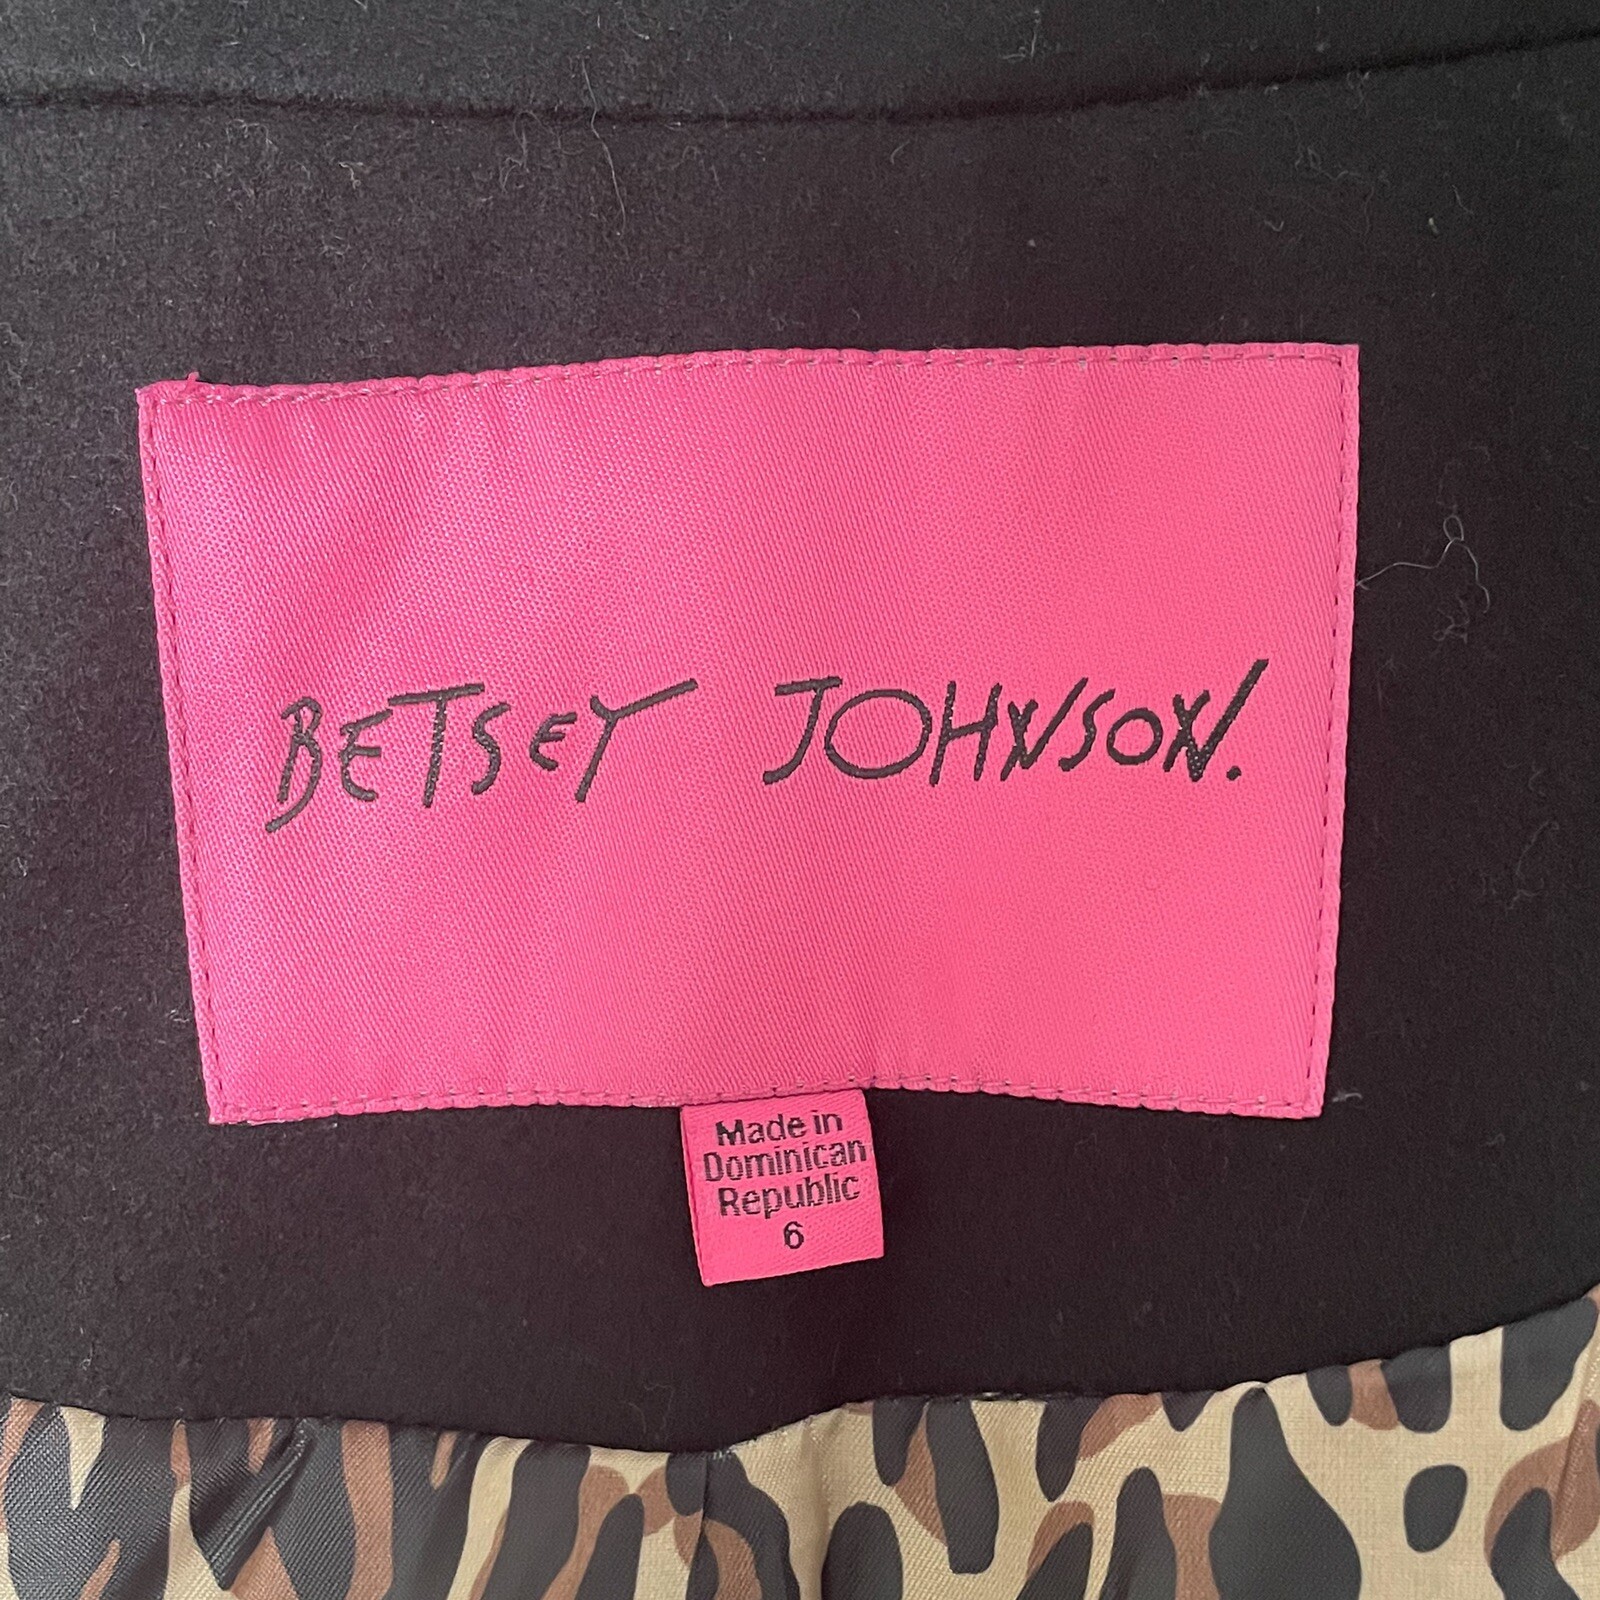 BETSEY JOHNSON.
Made in
Dominican
Republic
6